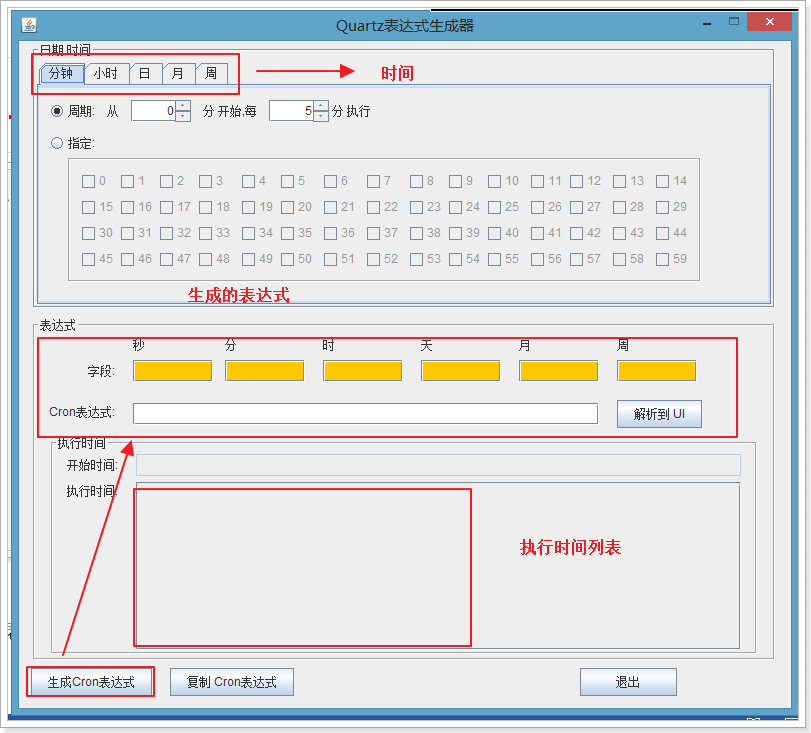 Quartz表达式生成器
日期时间
分钟 小时 日 月 周
时间
周期: 从 0 分 开始,每 5 分 执行
指定:
0 1 2 3 4 5 6 7 8 9 10 11 12 13 14
15 16 17 18 19 20 21 22 23 24 25 26 27 28 29
30 31 32 33 34 35 36 37 38 39 40 41 42 43 44
45 46 47 48 49 50 51 52 53 54 55 56 57 58 59
生成的表达式
表达式
秒 分 时 天 月 周
字段:
Cron表达式: 解析到 UI
执行时间
开始时间:
执行时间:
执行时间列表
生成Cron表达式 复制 Cron表达式 退出